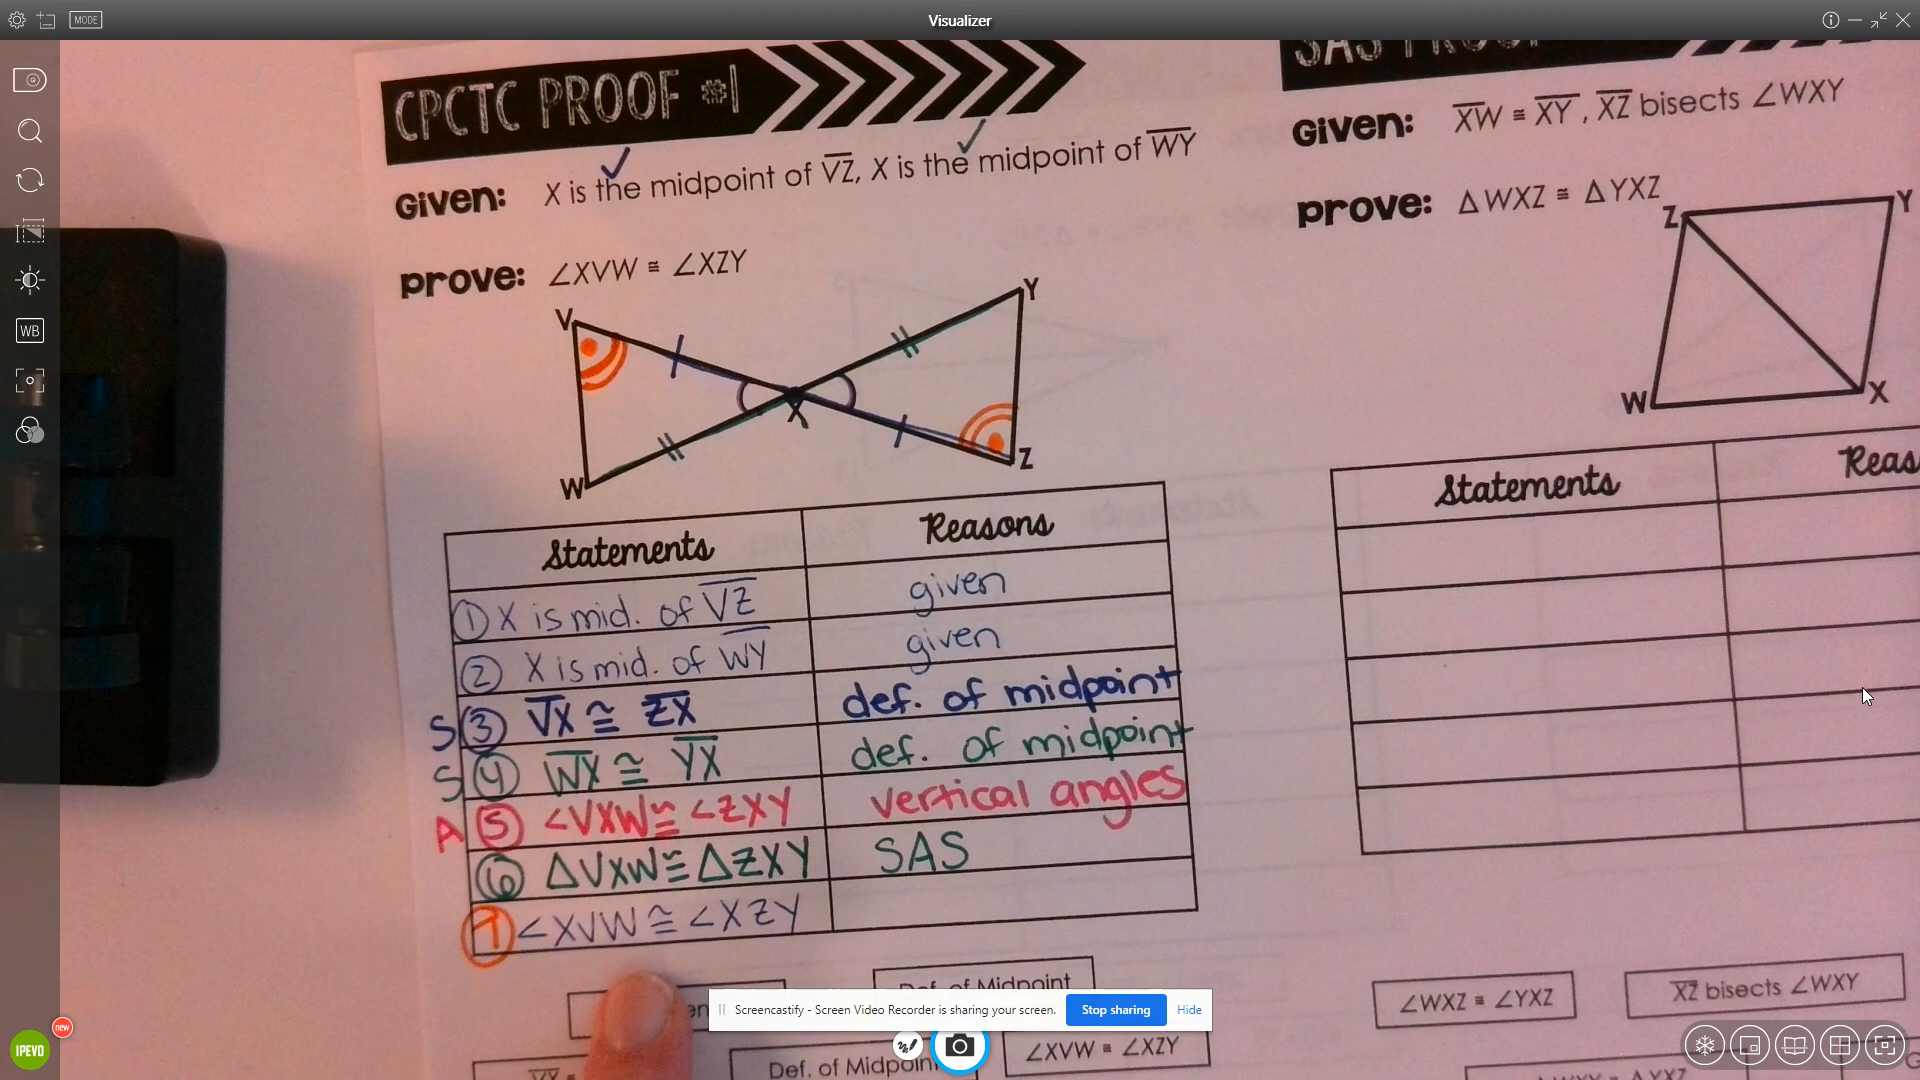 MODE
Visualizer
CPCTC PROOF #1
Given: X is the midpoint of VZ, X is the midpoint of WY
prove: ∠XVW ≅ ∠XZY
V
Y
X
W
Z
Statements Reasons
① X is mid. of VZ given
② X is mid. of WY given
S ③ VX ≅ ZX def. of midpoint
S ④ WX ≅ YX def. of midpoint
A ⑤ ∠VXW ≅ ∠ZXY vertical angles
⑥ ΔVXW ≅ ΔZXY SAS
⑦ ∠XVW ≅ ∠XZY
Def. of Midpoint
Def. of Midpoin
∠XVW ≅ ∠XZY
SAS PROOF
Given: XW ≅ XY, XZ bisects ∠WXY
prove: ΔWXZ ≅ ΔYXZ
Z
Y
W
X
Statements Reas
∠WXZ ≅ ∠YXZ
XZ bisects ∠WXY
WB
Screencastify - Screen Video Recorder is sharing your screen. Stop sharing Hide
new
IPEVO